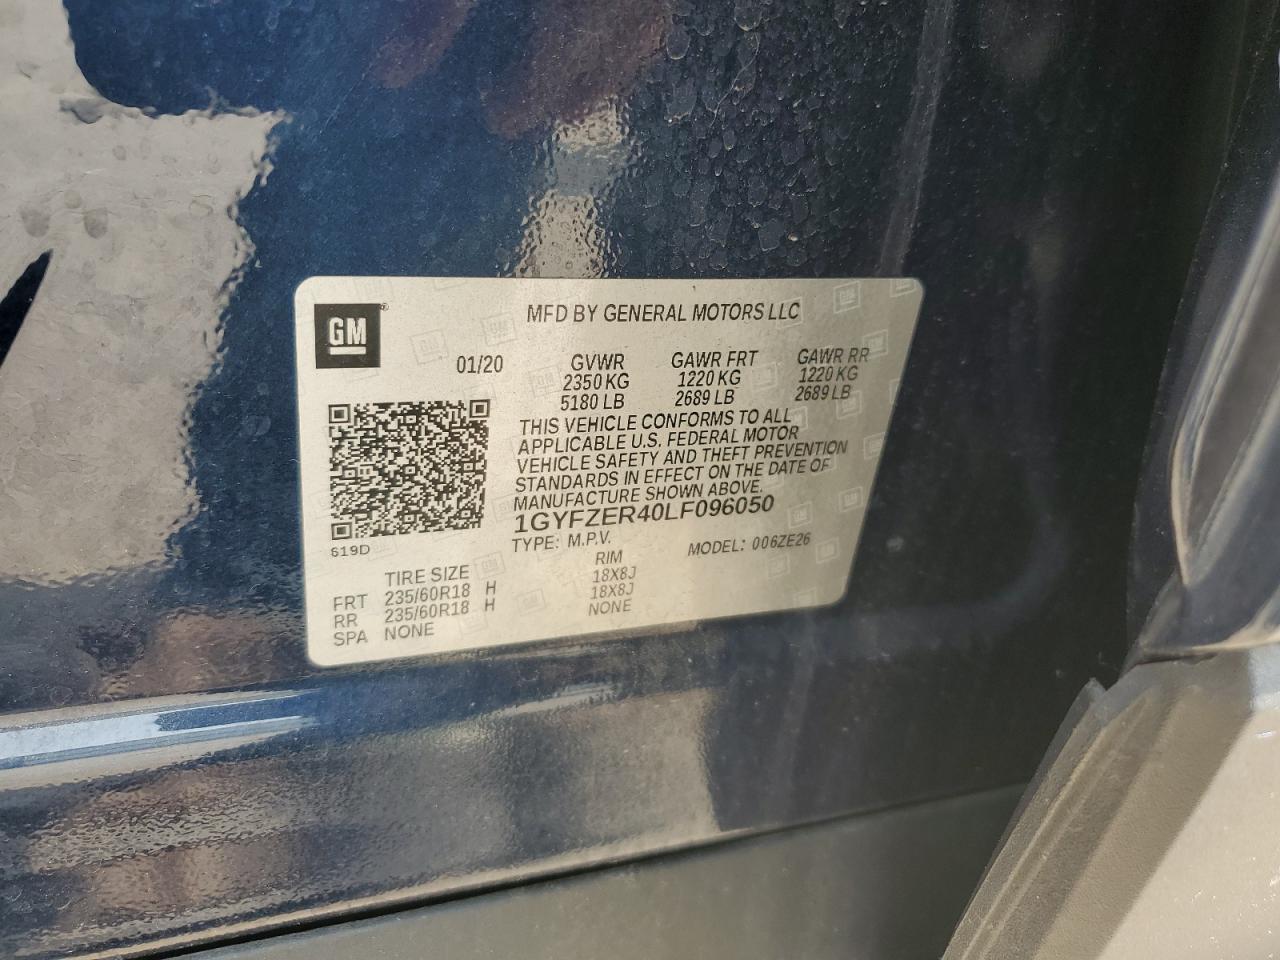 GM
MFD BY GENERAL MOTORS LLC
01/20 GVWR GAWR FRT GAWR RR
2350 KG 1220 KG 1220 KG
5180 LB 2689 LB 2689 LB
THIS VEHICLE CONFORMS TO ALL
APPLICABLE U.S. FEDERAL MOTOR
VEHICLE SAFETY AND THEFT PREVENTION
STANDARDS IN EFFECT ON THE DATE OF
MANUFACTURE SHOWN ABOVE.
1GYFZER40LF096050
619D
TYPE: M.P.V. MODEL: 006ZE26
TIRE SIZE RIM
FRT 235/60R18 H 18X8J
RR 235/60R18 H 18X8J
SPA NONE NONE